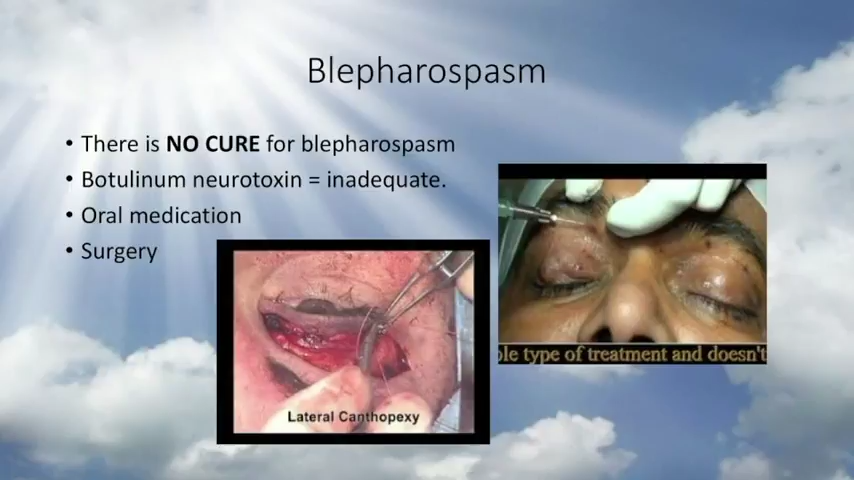 Blepharospasm
• There is NO CURE for blepharospasm
• Botulinum neurotoxin = inadequate.
• Oral medication
• Surgery
ple type of treatment and doesn't
Lateral Canthopexy